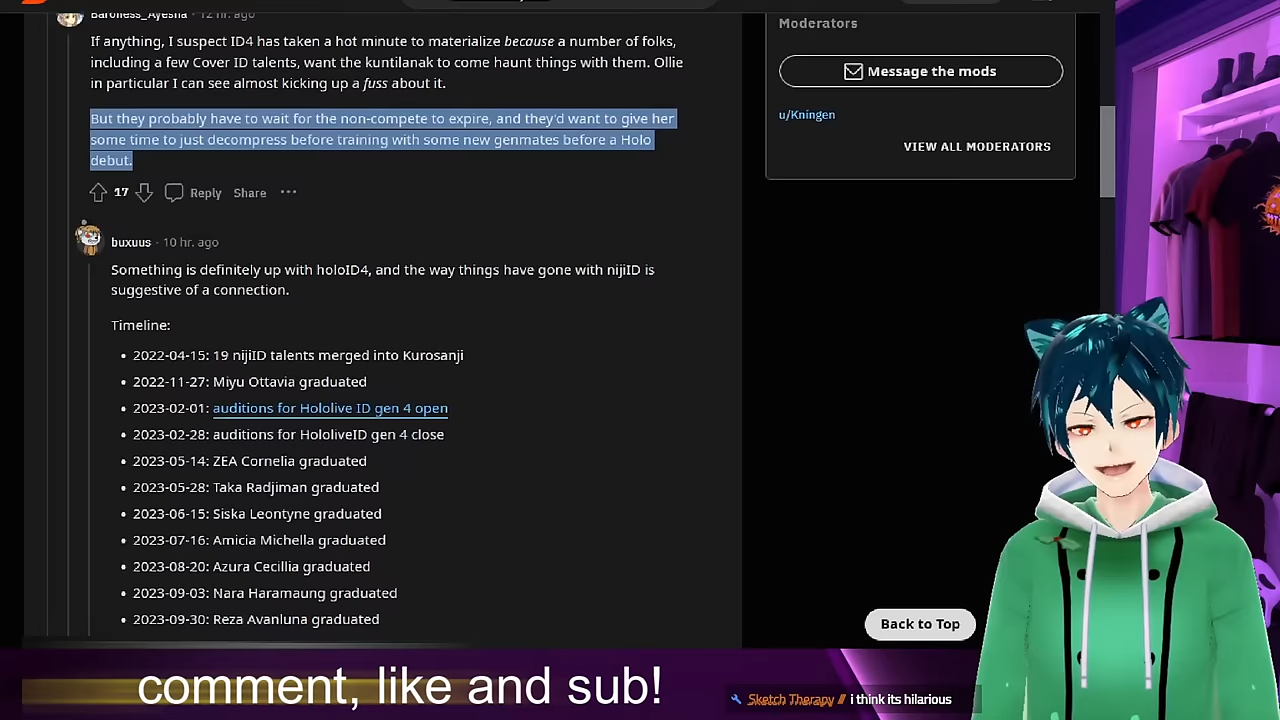 Baroness_Ayesha · 12 hr. ago
If anything, I suspect ID4 has taken a hot minute to materialize because a number of folks,
including a few Cover ID talents, want the kuntilanak to come haunt things with them. Ollie
in particular I can see almost kicking up a fuss about it.
But they probably have to wait for the non-compete to expire, and they'd want to give her
some time to just decompress before training with some new genmates before a Holo
debut.
17 Reply Share ...
buxuus · 10 hr. ago
Something is definitely up with holoID4, and the way things have gone with nijiID is
suggestive of a connection.
Timeline:
• 2022-04-15: 19 nijiID talents merged into Kurosanji
• 2022-11-27: Miyu Ottavia graduated
• 2023-02-01: auditions for Hololive ID gen 4 open
• 2023-02-28: auditions for HololiveID gen 4 close
• 2023-05-14: ZEA Cornelia graduated
• 2023-05-28: Taka Radjiman graduated
• 2023-06-15: Siska Leontyne graduated
• 2023-07-16: Amicia Michella graduated
• 2023-08-20: Azura Cecillia graduated
• 2023-09-03: Nara Haramaung graduated
• 2023-09-30: Reza Avanluna graduated
Moderators
Message the mods
u/Kningen
VIEW ALL MODERATORS
Back to Top
comment, like and sub!
Sketch Therapy // i think its hilarious